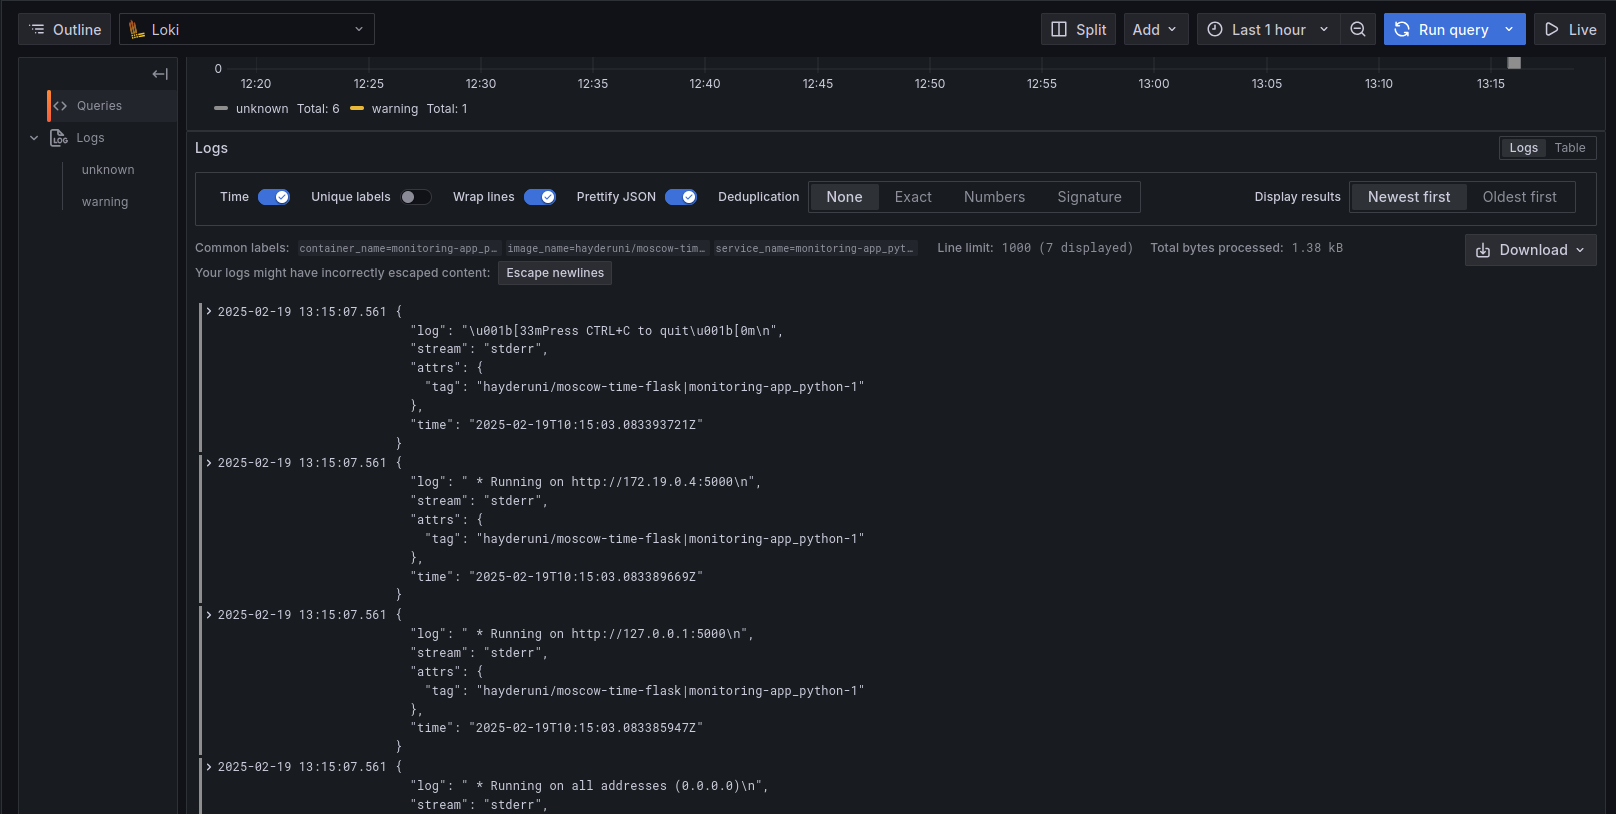 Outline
Loki
Split
Add
Last 1 hour
Run query
Live
Queries
Logs
unknown
warning
0
12:20 12:25 12:30 12:35 12:40 12:45 12:50 12:55 13:00 13:05 13:10 13:15
unknown Total: 6 warning Total: 1
Logs
Logs Table
Time Unique labels Wrap lines Prettify JSON Deduplication None Exact Numbers Signature Display results Newest first Oldest first
Common labels: container_name=monitoring-app_p… image_name=hayderuni/moscow-tim… service_name=monitoring-app_pyt… Line limit: 1000 (7 displayed) Total bytes processed: 1.38 kB
Download
Your logs might have incorrectly escaped content: Escape newlines
2025-02-19 13:15:07.561 {
"log": "\u001b[33mPress CTRL+C to quit\u001b[0m\n",
"stream": "stderr",
"attrs": {
"tag": "hayderuni/moscow-time-flask|monitoring-app_python-1"
},
"time": "2025-02-19T10:15:03.083393721Z"
}
2025-02-19 13:15:07.561 {
"log": " * Running on http://172.19.0.4:5000\n",
"stream": "stderr",
"attrs": {
"tag": "hayderuni/moscow-time-flask|monitoring-app_python-1"
},
"time": "2025-02-19T10:15:03.083389669Z"
}
2025-02-19 13:15:07.561 {
"log": " * Running on http://127.0.0.1:5000\n",
"stream": "stderr",
"attrs": {
"tag": "hayderuni/moscow-time-flask|monitoring-app_python-1"
},
"time": "2025-02-19T10:15:03.083385947Z"
}
2025-02-19 13:15:07.561 {
"log": " * Running on all addresses (0.0.0.0)\n",
"stream": "stderr",